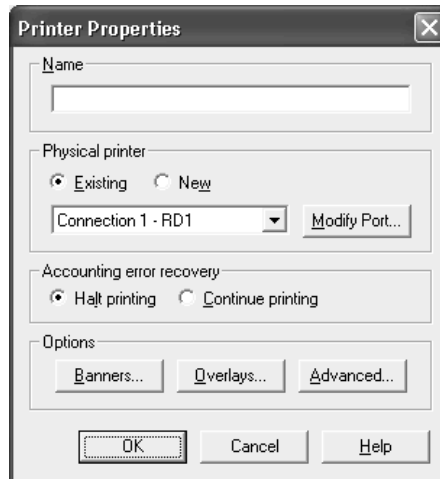 Printer Properties
Name
Physical printer
Existing New
Connection 1 - RD1 Modify Port...
Accounting error recovery
Halt printing Continue printing
Options
Banners... Overlays... Advanced...
OK Cancel Help